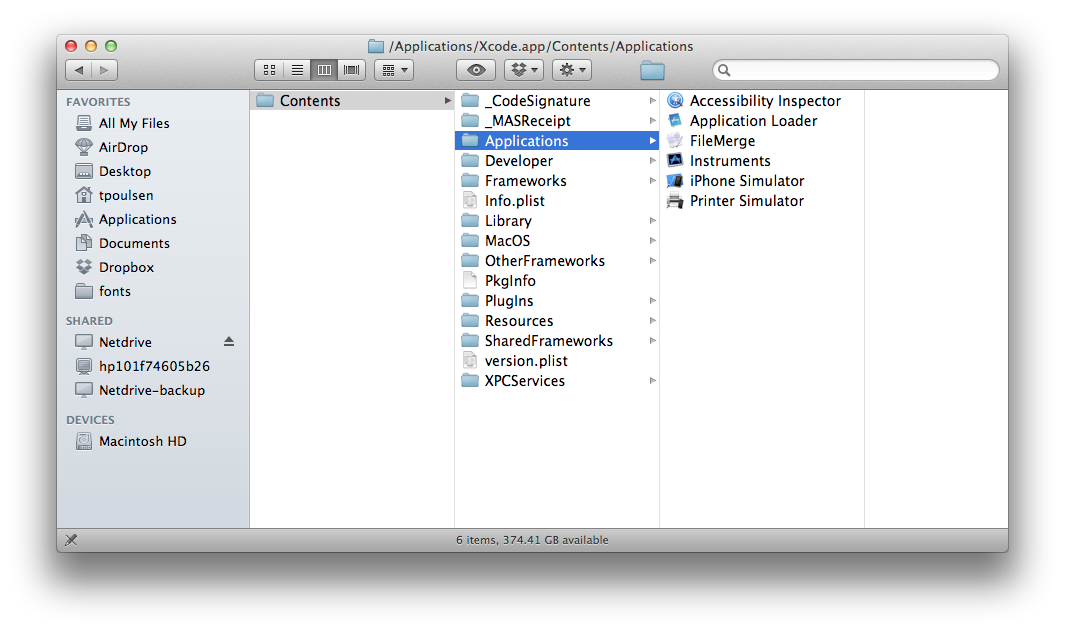 /Applications/Xcode.app/Contents/Applications
FAVORITES
All My Files
AirDrop
Desktop
tpoulsen
Applications
Documents
Dropbox
fonts
SHARED
Netdrive
hp101f74605b26
Netdrive-backup
DEVICES
Macintosh HD
Contents
_CodeSignature
_MASReceipt
Applications
Developer
Frameworks
Info.plist
Library
MacOS
OtherFrameworks
PkgInfo
PlugIns
Resources
SharedFrameworks
version.plist
XPCServices
Accessibility Inspector
Application Loader
FileMerge
Instruments
iPhone Simulator
Printer Simulator
6 items, 374.41 GB available